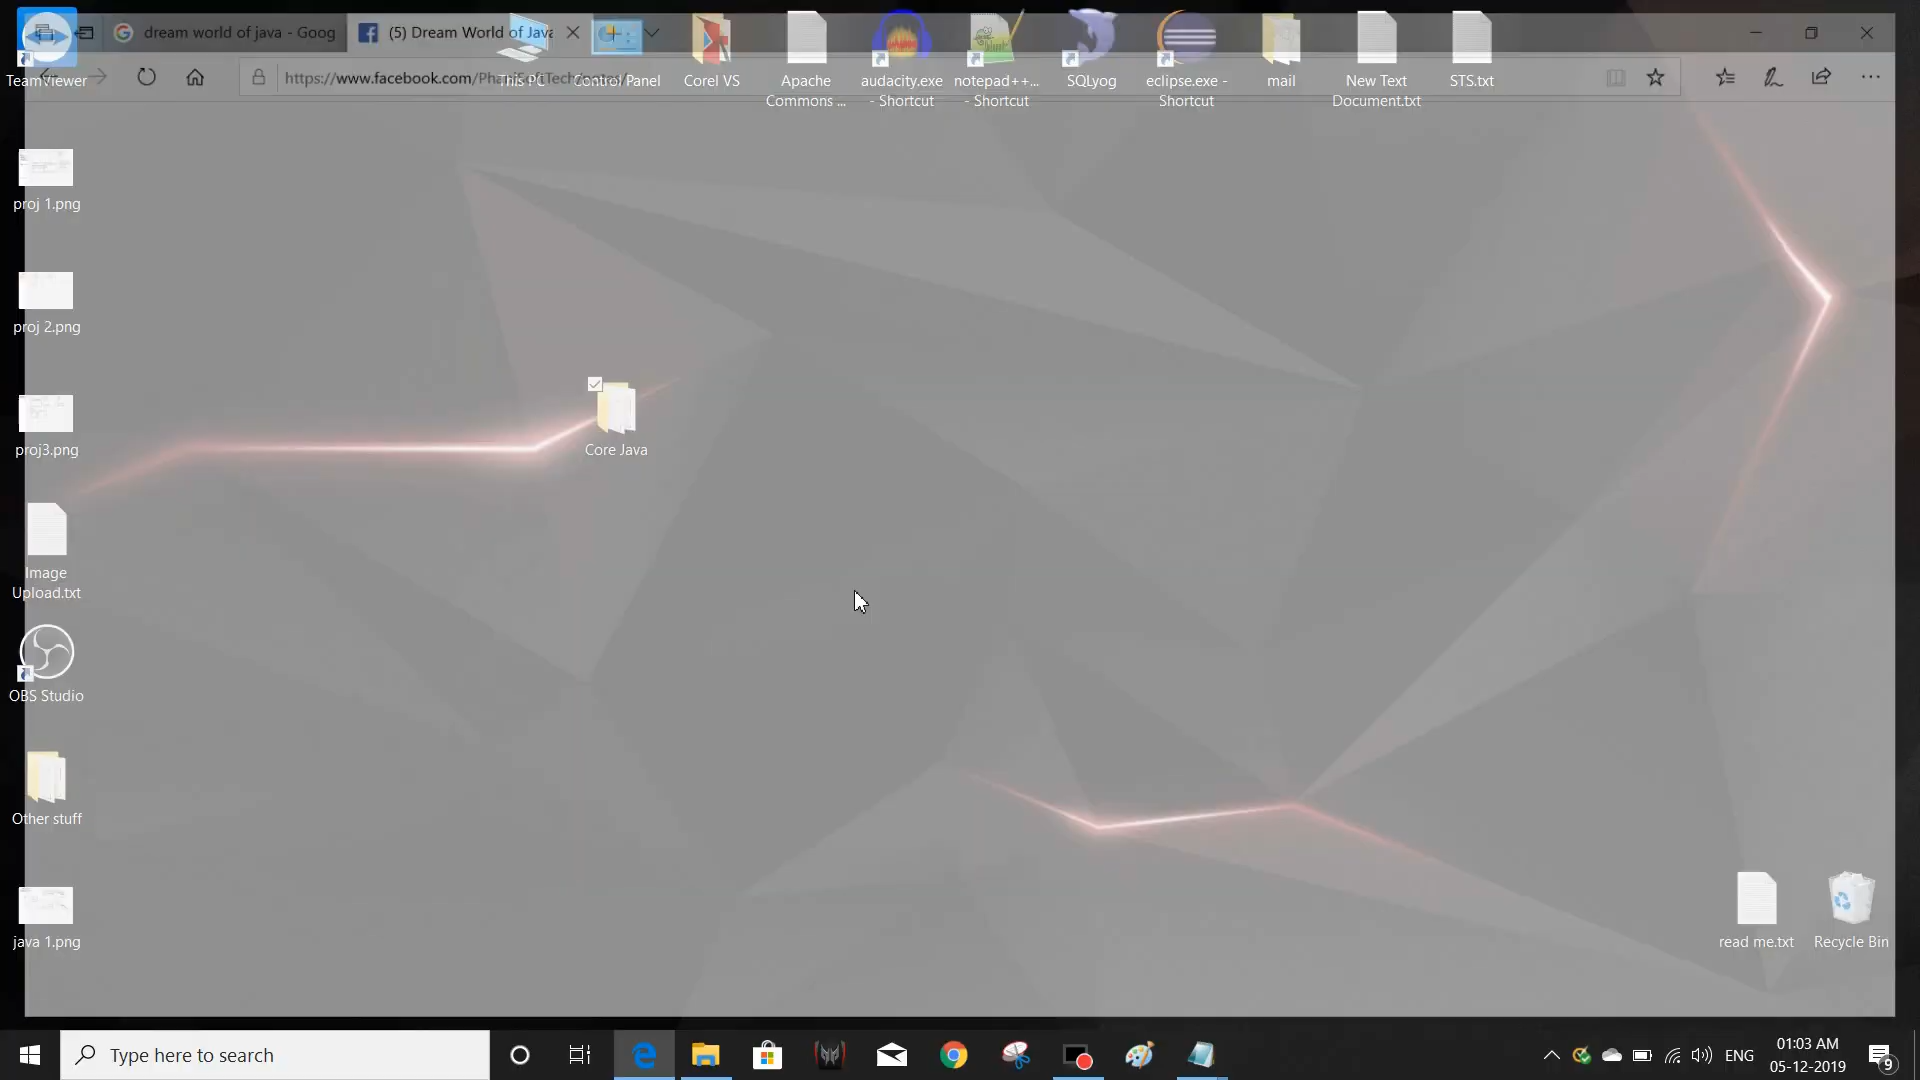 dream world of java - Goog
(5) Dream World of Java
https://www.facebook.com/
TeamViewer
This PC
Control Panel
Corel VS
Apache
Commons ...
audacity.exe
- Shortcut
notepad++...
- Shortcut
SQLyog
eclipse.exe -
Shortcut
mail
New Text
Document.txt
STS.txt
proj 1.png
proj 2.png
proj3.png
Core Java
Image
Upload.txt
OBS Studio
Other stuff
java 1.png
read me.txt
Recycle Bin
Type here to search
ENG
01:03 AM
05-12-2019
9